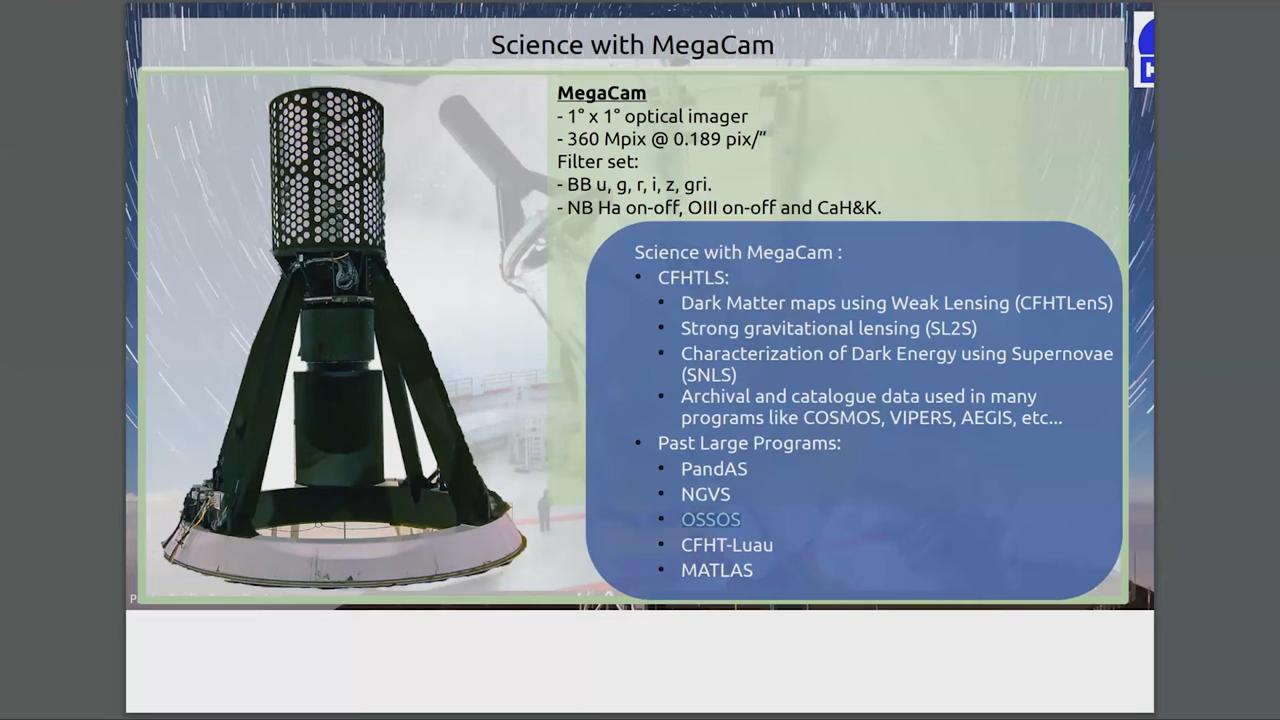 Science with MegaCam
MegaCam
- 1° x 1° optical imager
- 360 Mpix @ 0.189 pix/”
Filter set:
- BB u, g, r, i, z, gri.
- NB Ha on-off, OIII on-off and CaH&K.
Science with MegaCam :
• CFHTLS:
• Dark Matter maps using Weak Lensing (CFHTLenS)
• Strong gravitational lensing (SL2S)
• Characterization of Dark Energy using Supernovae
(SNLS)
• Archival and catalogue data used in many
programs like COSMOS, VIPERS, AEGIS, etc...
• Past Large Programs:
• PandAS
• NGVS
• OSSOS
• CFHT-Luau
• MATLAS